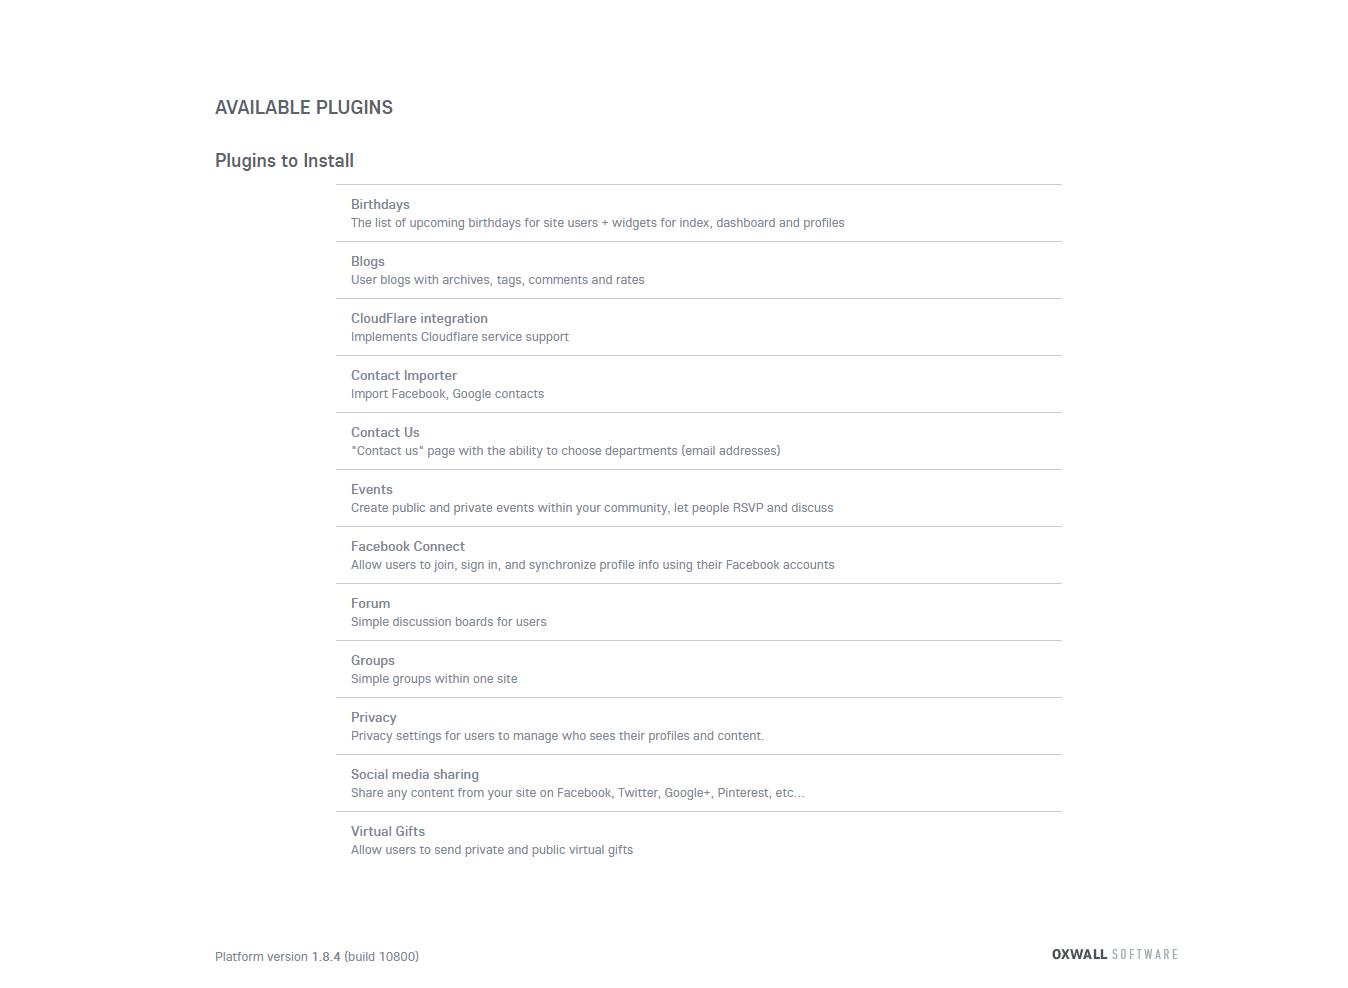 AVAILABLE PLUGINS
Plugins to Install
Birthdays
The list of upcoming birthdays for site users + widgets for index, dashboard and profiles
Blogs
User blogs with archives, tags, comments and rates
CloudFlare integration
Implements Cloudflare service support
Contact Importer
Import Facebook, Google contacts
Contact Us
"Contact us" page with the ability to choose departments (email addresses)
Events
Create public and private events within your community, let people RSVP and discuss
Facebook Connect
Allow users to join, sign in, and synchronize profile info using their Facebook accounts
Forum
Simple discussion boards for users
Groups
Simple groups within one site
Privacy
Privacy settings for users to manage who sees their profiles and content.
Social media sharing
Share any content from your site on Facebook, Twitter, Google+, Pinterest, etc...
Virtual Gifts
Allow users to send private and public virtual gifts
Platform version 1.8.4 (build 10800)
OXWALL SOFTWARE